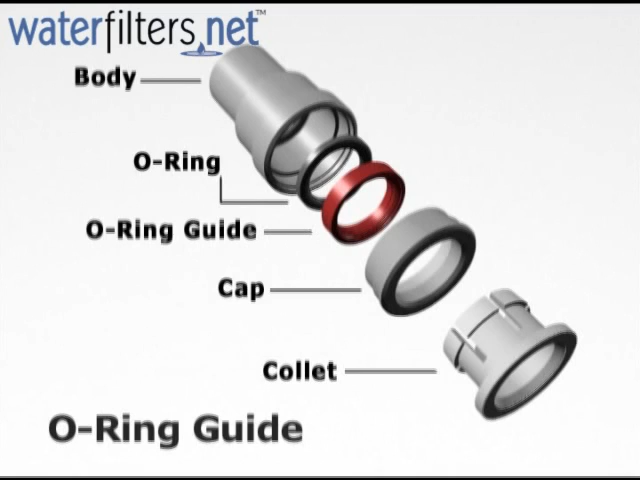 waterfilters.net™
Body
O-Ring
O-Ring Guide
Cap
Collet
O-Ring Guide